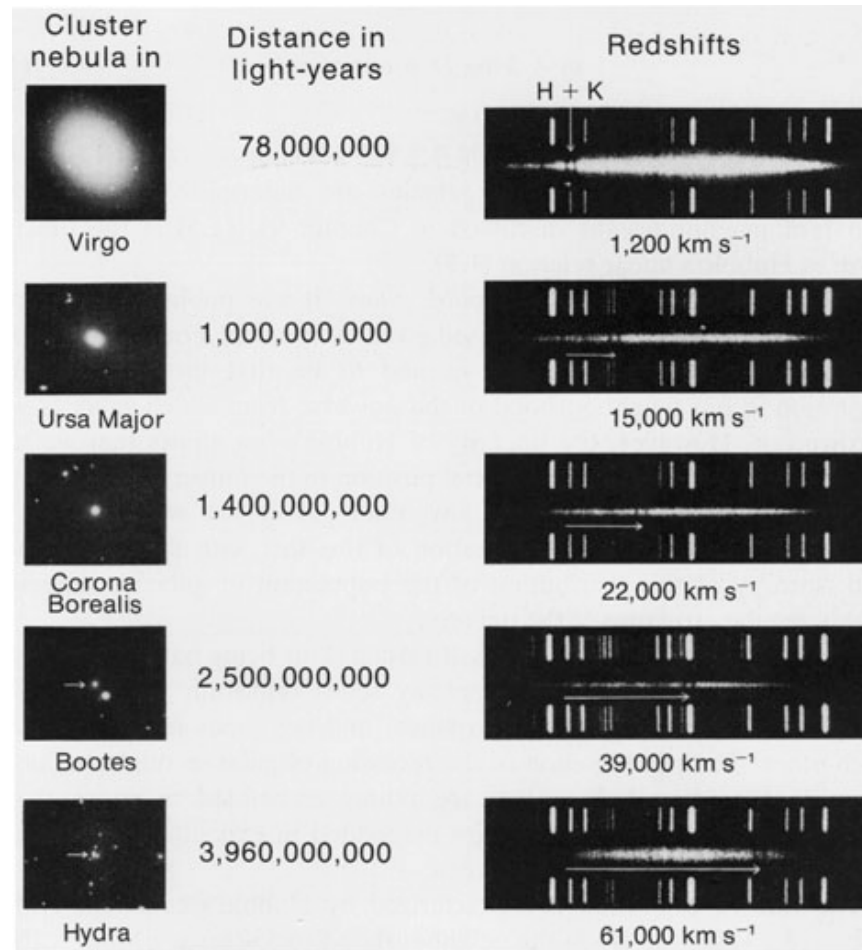 Cluster
nebula in
Distance in
light-years
Redshifts
H + K
78,000,000
Virgo
1,200 km s⁻¹
1,000,000,000
Ursa Major
15,000 km s⁻¹
1,400,000,000
Corona
Borealis
22,000 km s⁻¹
2,500,000,000
Bootes
39,000 km s⁻¹
3,960,000,000
Hydra
61,000 km s⁻¹